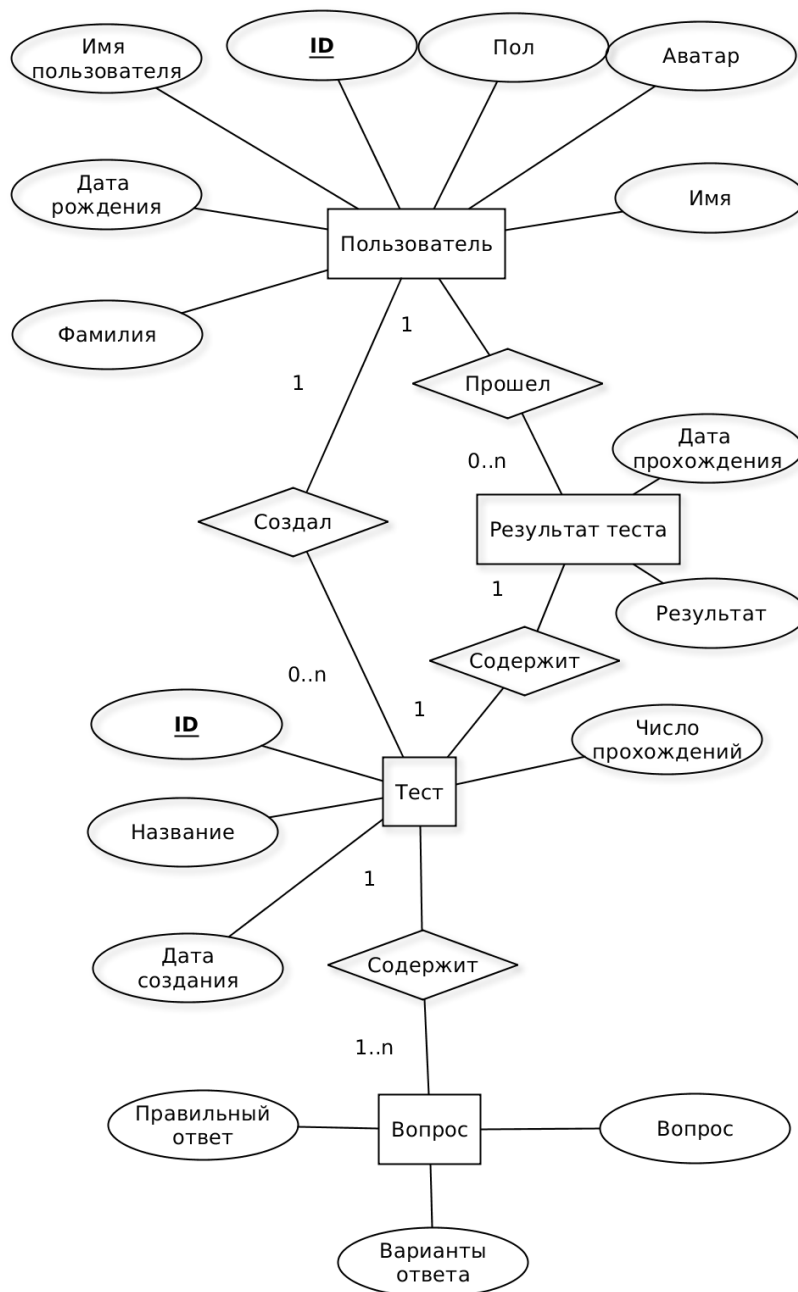 Имя
пользователя
ID
Пол
Аватар
Дата
рождения
Имя
Пользователь
Фамилия
1
1
Прошел
Дата
прохождения
0..n
Создал
Результат теста
1
Результат
Содержит
0..n
1
ID
Число
прохождений
Тест
Название
1
Дата
создания
Содержит
1..n
Правильный
ответ
Вопрос
Вопрос
Варианты
ответа